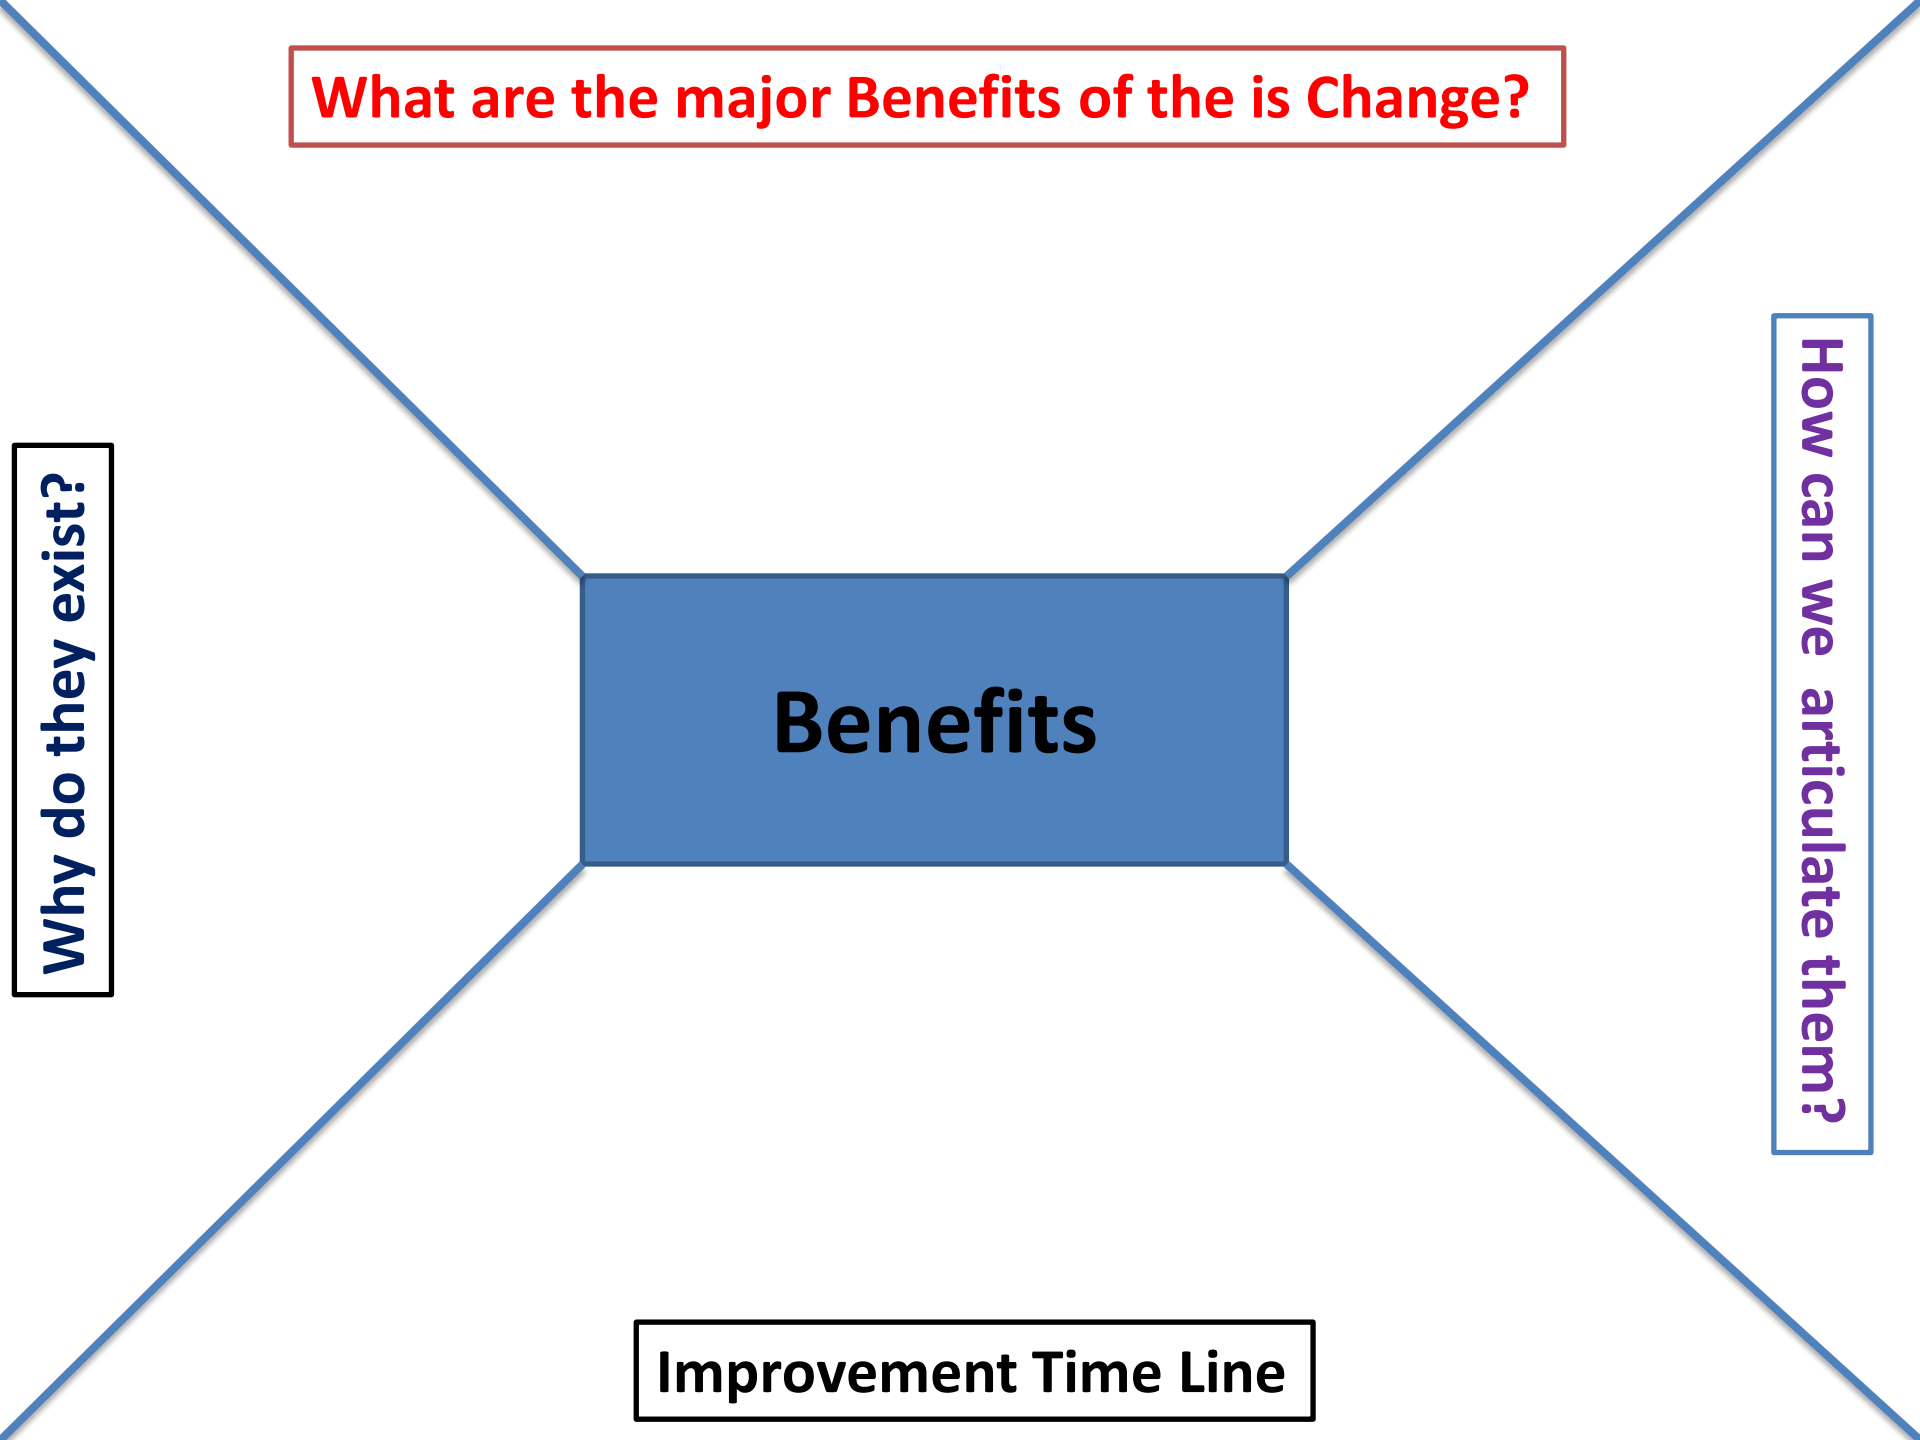 What are the major Benefits of the is Change?
Why do they exist?
Benefits
How can we articulate them?
Improvement Time Line